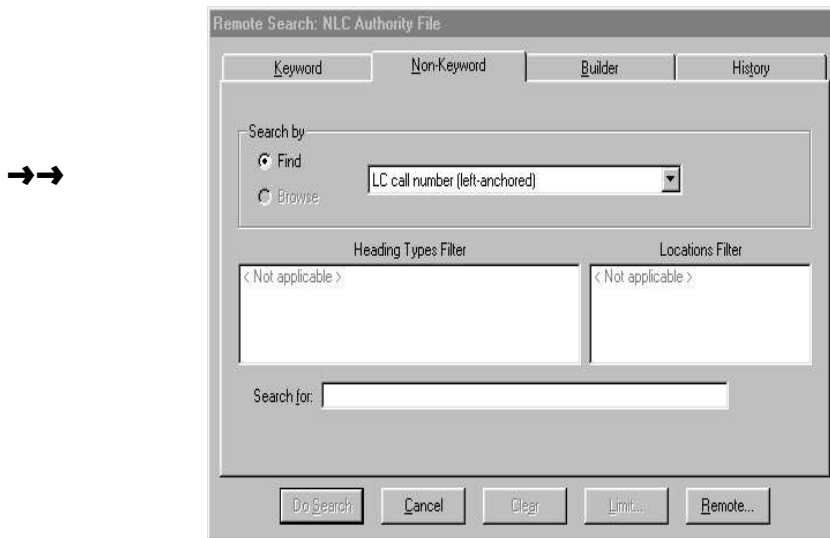 Remote Search: NLC Authority File
Keyword Non-Keyword Builder History
Search by
Find
LC call number (left-anchored)
Browse
Heading Types Filter Locations Filter
< Not applicable > < Not applicable >
Search for:
Do Search Cancel Clear Limit... Remote...